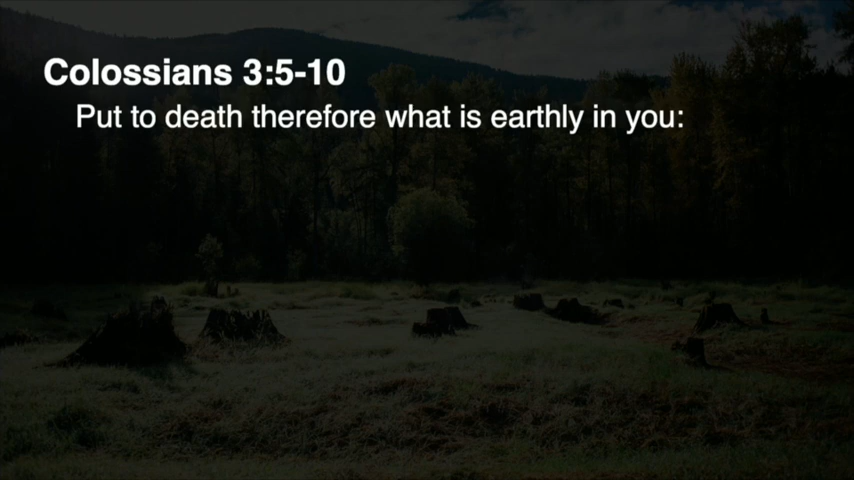 Colossians 3:5-10
Put to death therefore what is earthly in you: